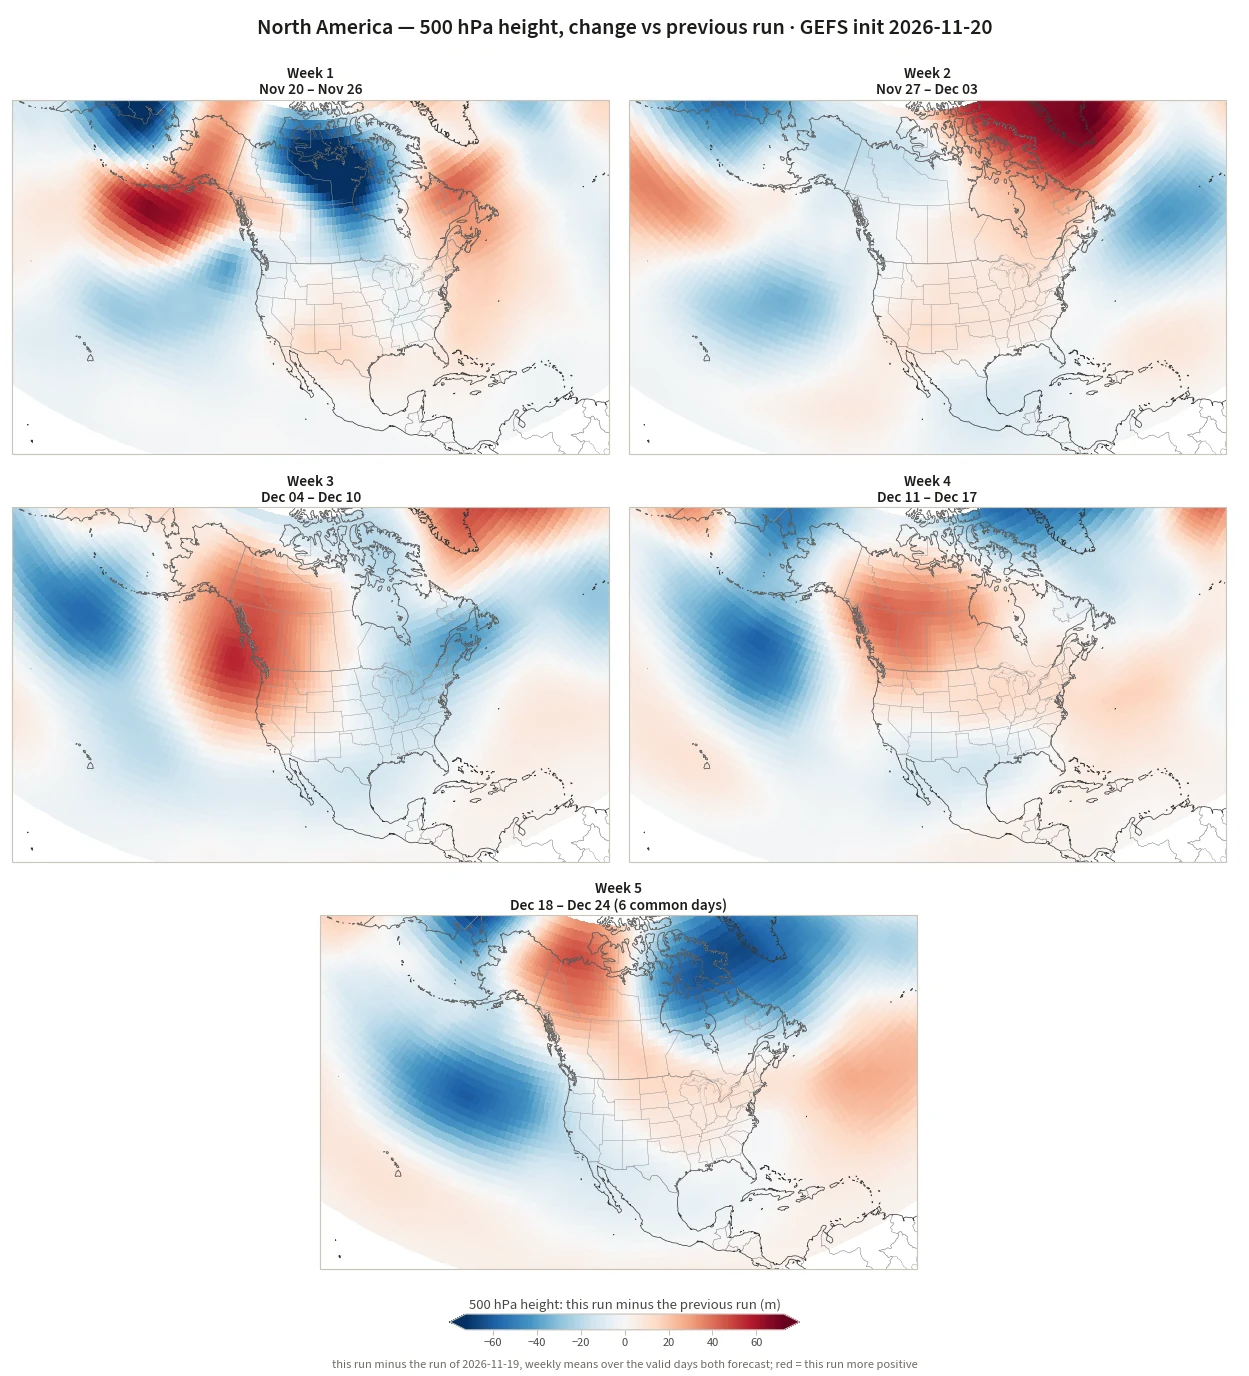 North America — 500 hPa height, change vs previous run · GEFS init 2026-11-20
Week 1
Nov 20 – Nov 26
Week 2
Nov 27 – Dec 03
Week 3
Dec 04 – Dec 10
Week 4
Dec 11 – Dec 17
Week 5
Dec 18 – Dec 24 (6 common days)
500 hPa height: this run minus the previous run (m)
−60 −40 −20 0 20 40 60
this run minus the run of 2026-11-19, weekly means over the valid days both forecast; red = this run more positive